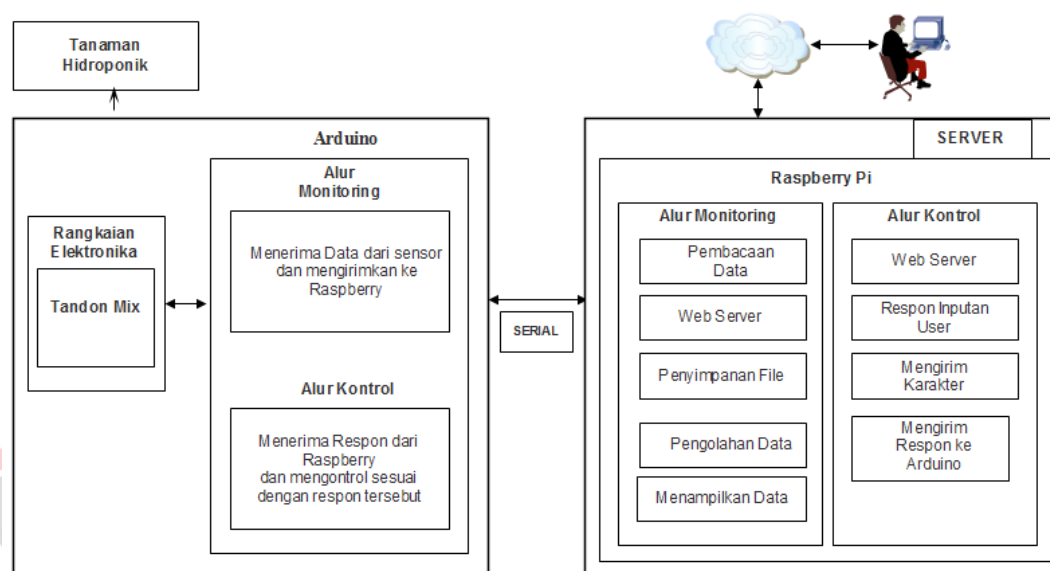 Tanaman
Hidroponik
Arduino
Alur
Monitoring
Rangkaian
Elektronika
Tandon Mix
Menerima Data dari sensor
dan mengirimkan ke
Raspberry
Alur Kontrol
Menerima Respon dari
Raspberry
dan mengontrol sesuai
dengan respon tersebut
SERIAL
SERVER
Raspberry Pi
Alur Monitoring
Pembacaan
Data
Web Server
Penyimpanan File
Pengolahan Data
Menampilkan Data
Alur Kontrol
Web Server
Respon Inputan
User
Mengirim
Karakter
Mengirim
Respon ke
Arduino